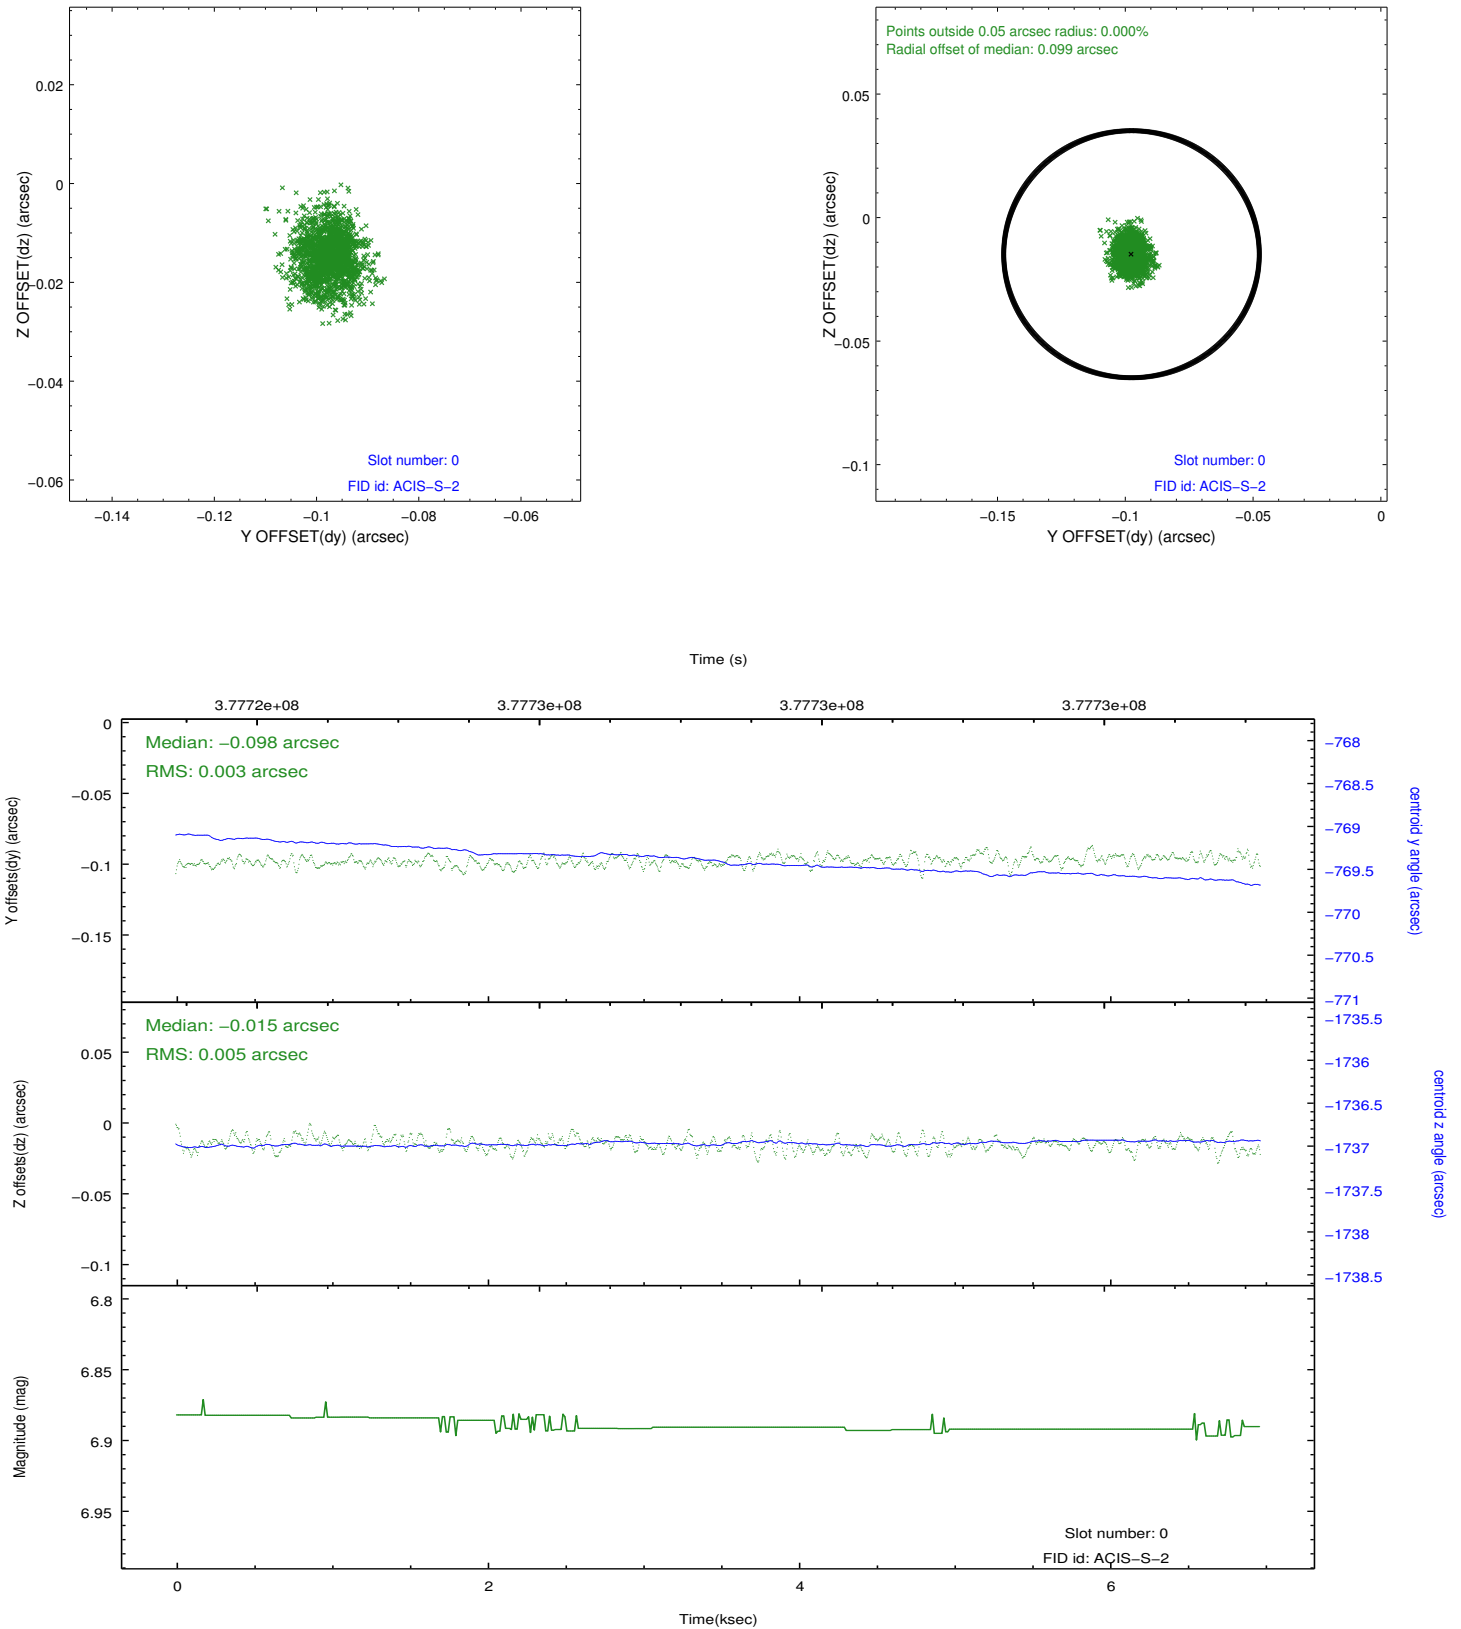 0.02
0
−0.02
−0.04
−0.06
Z OFFSET(dz) (arcsec)
Slot number: 0
FID id: ACIS−S−2
−0.14
−0.12
−0.1
−0.08
−0.06
Y OFFSET(dy) (arcsec)
Points outside 0.05 arcsec radius: 0.000%
Radial offset of median: 0.099 arcsec
0.05
0
−0.05
−0.1
Z OFFSET(dz) (arcsec)
Slot number: 0
FID id: ACIS−S−2
−0.15
−0.1
−0.05
0
Y OFFSET(dy) (arcsec)
Time (s)
3.7772e+08
3.7773e+08
3.7773e+08
3.7773e+08
Median: −0.098 arcsec
RMS: 0.003 arcsec
0
−0.05
−0.1
−0.15
Y offsets(dy) (arcsec)
−768
−768.5
−769
−769.5
−770
−770.5
−771
centroid y angle (arcsec)
Median: −0.015 arcsec
RMS: 0.005 arcsec
0.05
0
−0.05
−0.1
Z offsets(dz) (arcsec)
−1735.5
−1736
−1736.5
−1737
−1737.5
−1738
−1738.5
centroid z angle (arcsec)
6.8
6.85
6.9
6.95
Magnitude (mag)
Slot number: 0
FID id: ACIS−S−2
0
2
4
6
Time(ksec)